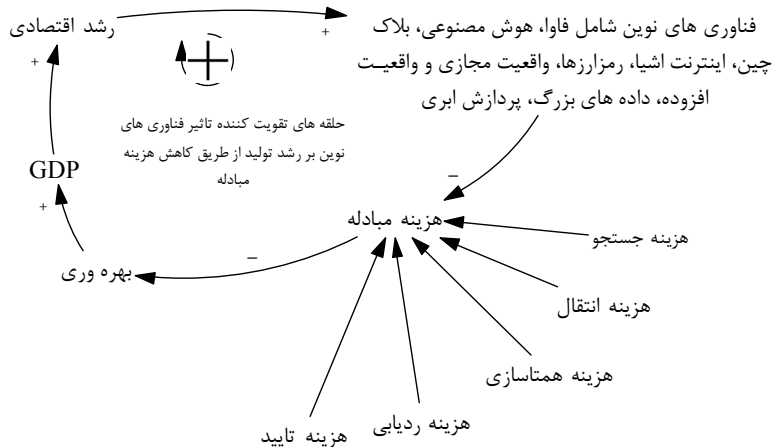 رشد اقتصادی
+
+
فناوری های نوین شامل فاوا، هوش مصنوعی، بلاک
چین، اینترنت اشیا، رمزارزها، واقعیت مجازی و واقعیت
افزوده، داده های بزرگ، پردازش ابری
حلقه های تقویت کننده تاثیر فناوری های
نوین بر رشد تولید از طریق کاهش هزینه
مبادله
GDP
+
–
هزینه مبادله
هزینه جستجو
–
بهره وری
هزینه انتقال
هزینه همتاسازی
هزینه ردیابی
هزینه تایید